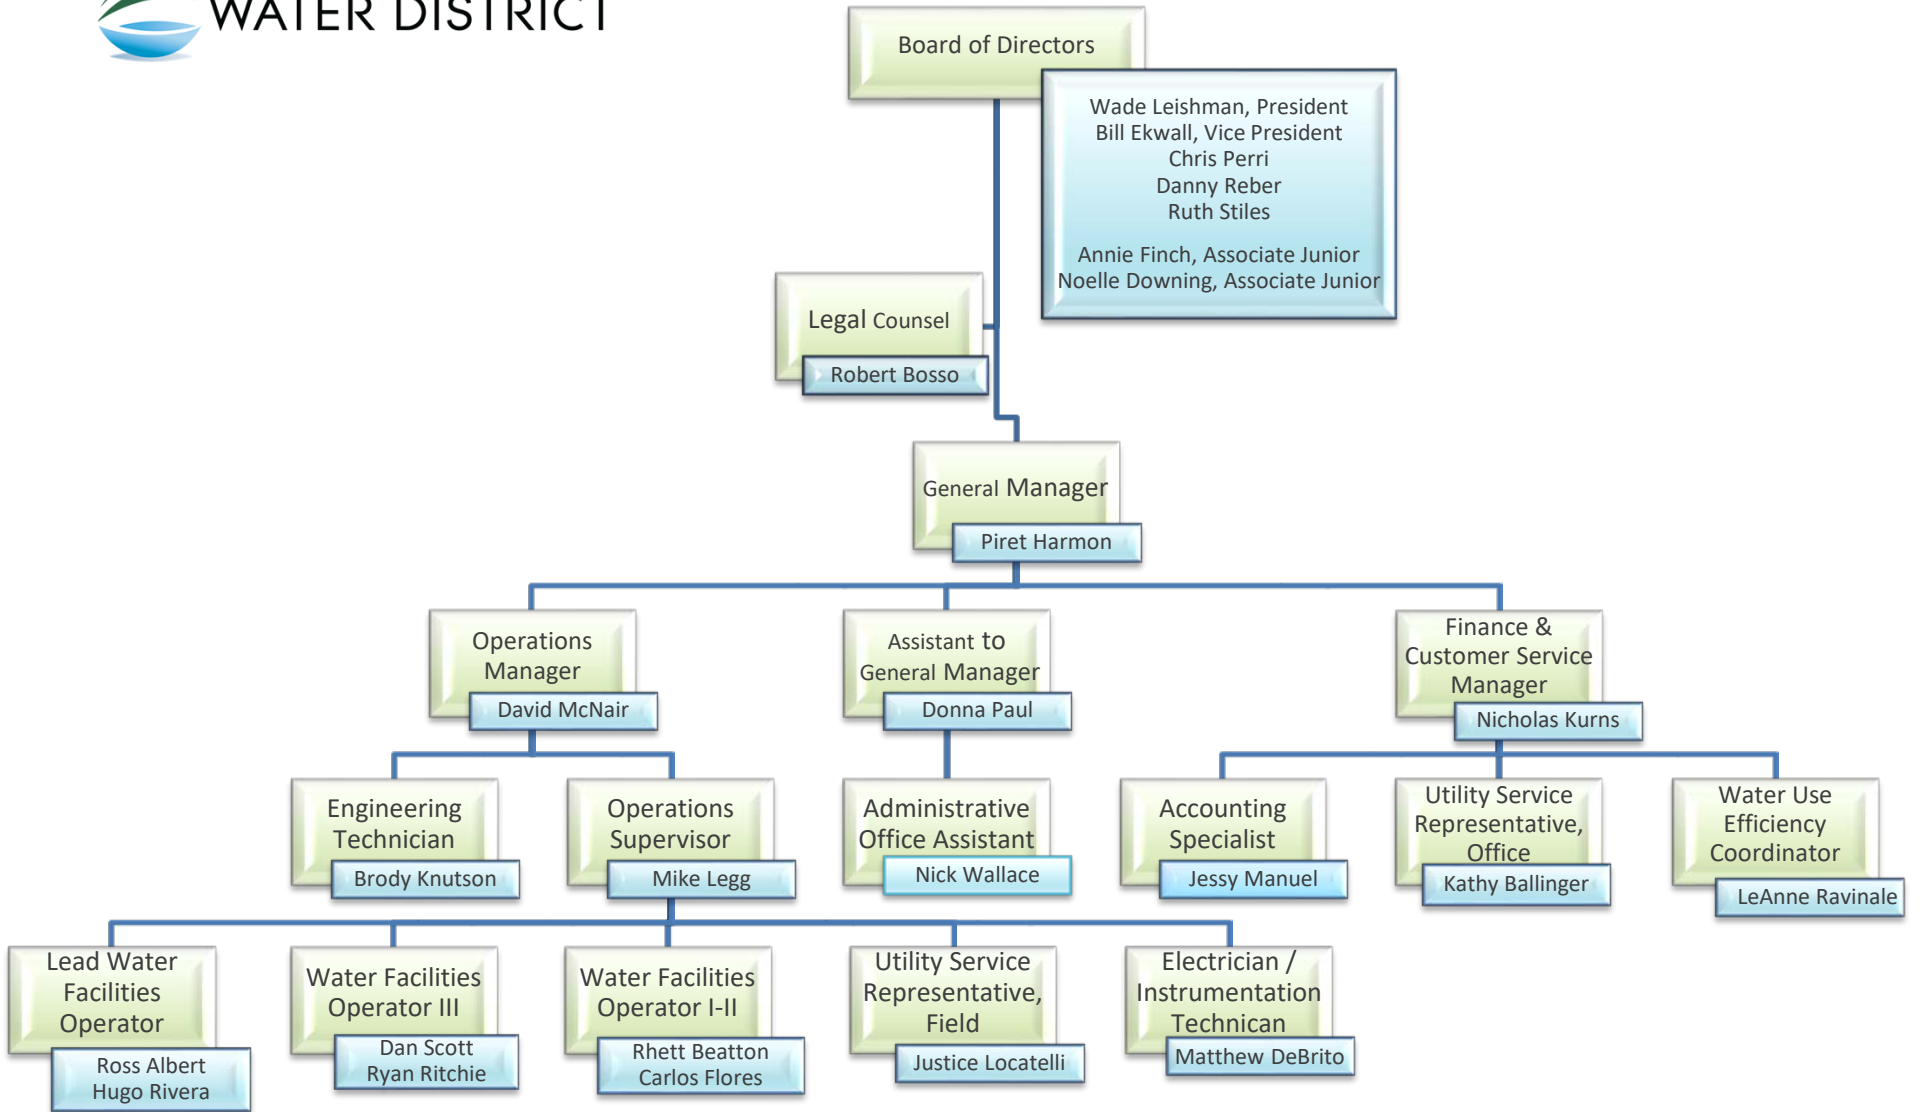 WATER DISTRICT
Board of Directors
Wade Leishman, President
Bill Ekwall, Vice President
Chris Perri
Danny Reber
Ruth Stiles
Annie Finch, Associate Junior
Noelle Downing, Associate Junior
Legal Counsel
Robert Bosso
General Manager
Piret Harmon
Operations
Manager
David McNair
Assistant to
General Manager
Donna Paul
Finance &
Customer Service
Manager
Nicholas Kurns
Engineering
Technician
Brody Knutson
Operations
Supervisor
Mike Legg
Administrative
Office Assistant
Nick Wallace
Accounting
Specialist
Jessy Manuel
Utility Service
Representative,
Office
Kathy Ballinger
Water Use
Efficiency
Coordinator
LeAnne Ravinale
Lead Water
Facilities
Operator
Ross Albert
Hugo Rivera
Water Facilities
Operator III
Dan Scott
Ryan Ritchie
Water Facilities
Operator I-II
Rhett Beatton
Carlos Flores
Utility Service
Representative,
Field
Justice Locatelli
Electrician /
Instrumentation
Technican
Matthew DeBrito